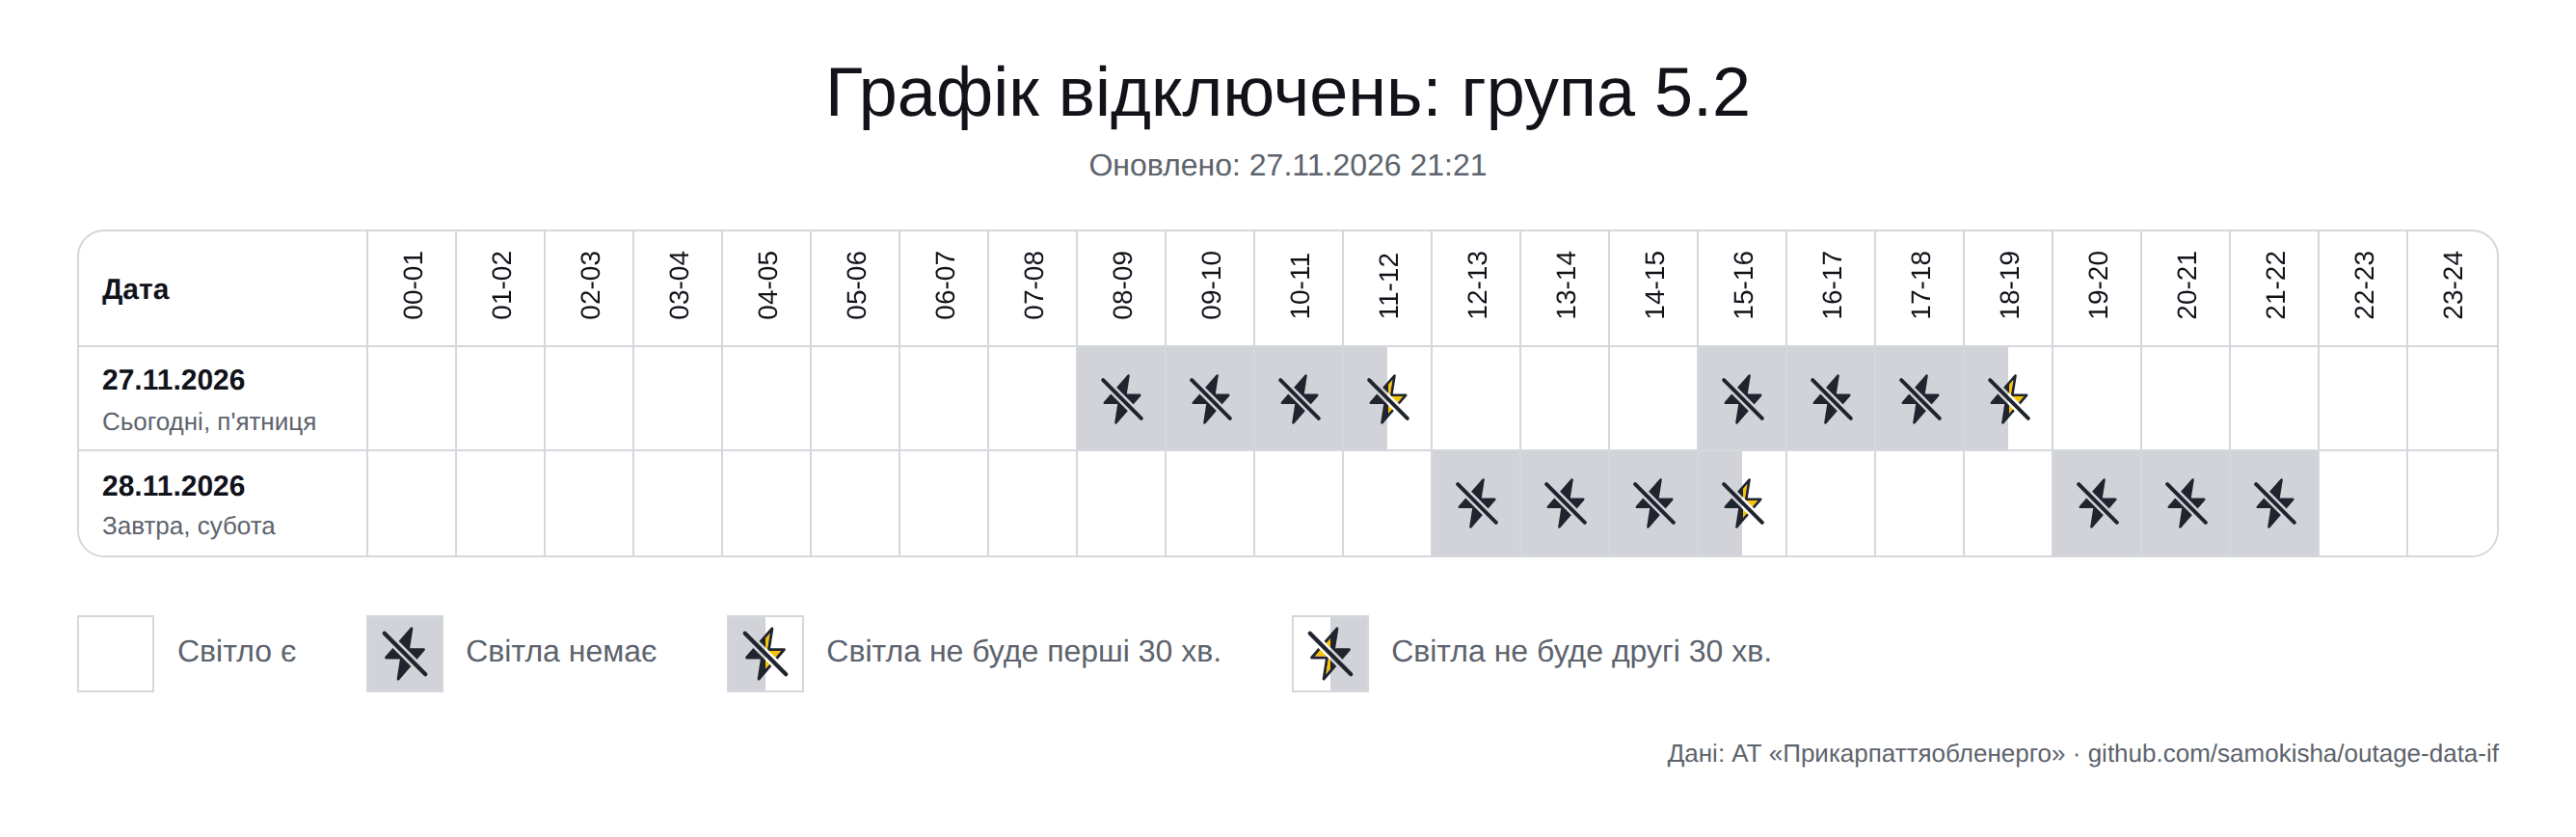 Графік відключень: група 5.2
Оновлено: 27.11.2026 21:21
Дата 00-01 01-02 02-03 03-04 04-05 05-06 06-07 07-08 08-09 09-10 10-11 11-12 12-13 13-14 14-15 15-16 16-17 17-18 18-19 19-20 20-21 21-22 22-23 23-24
27.11.2026
Сьогодні, п'ятниця
28.11.2026
Завтра, субота
Світло є Світла немає Світла не буде перші 30 хв. Світла не буде другі 30 хв.
Дані: АТ «Прикарпаттяобленерго» · github.com/samokisha/outage-data-if